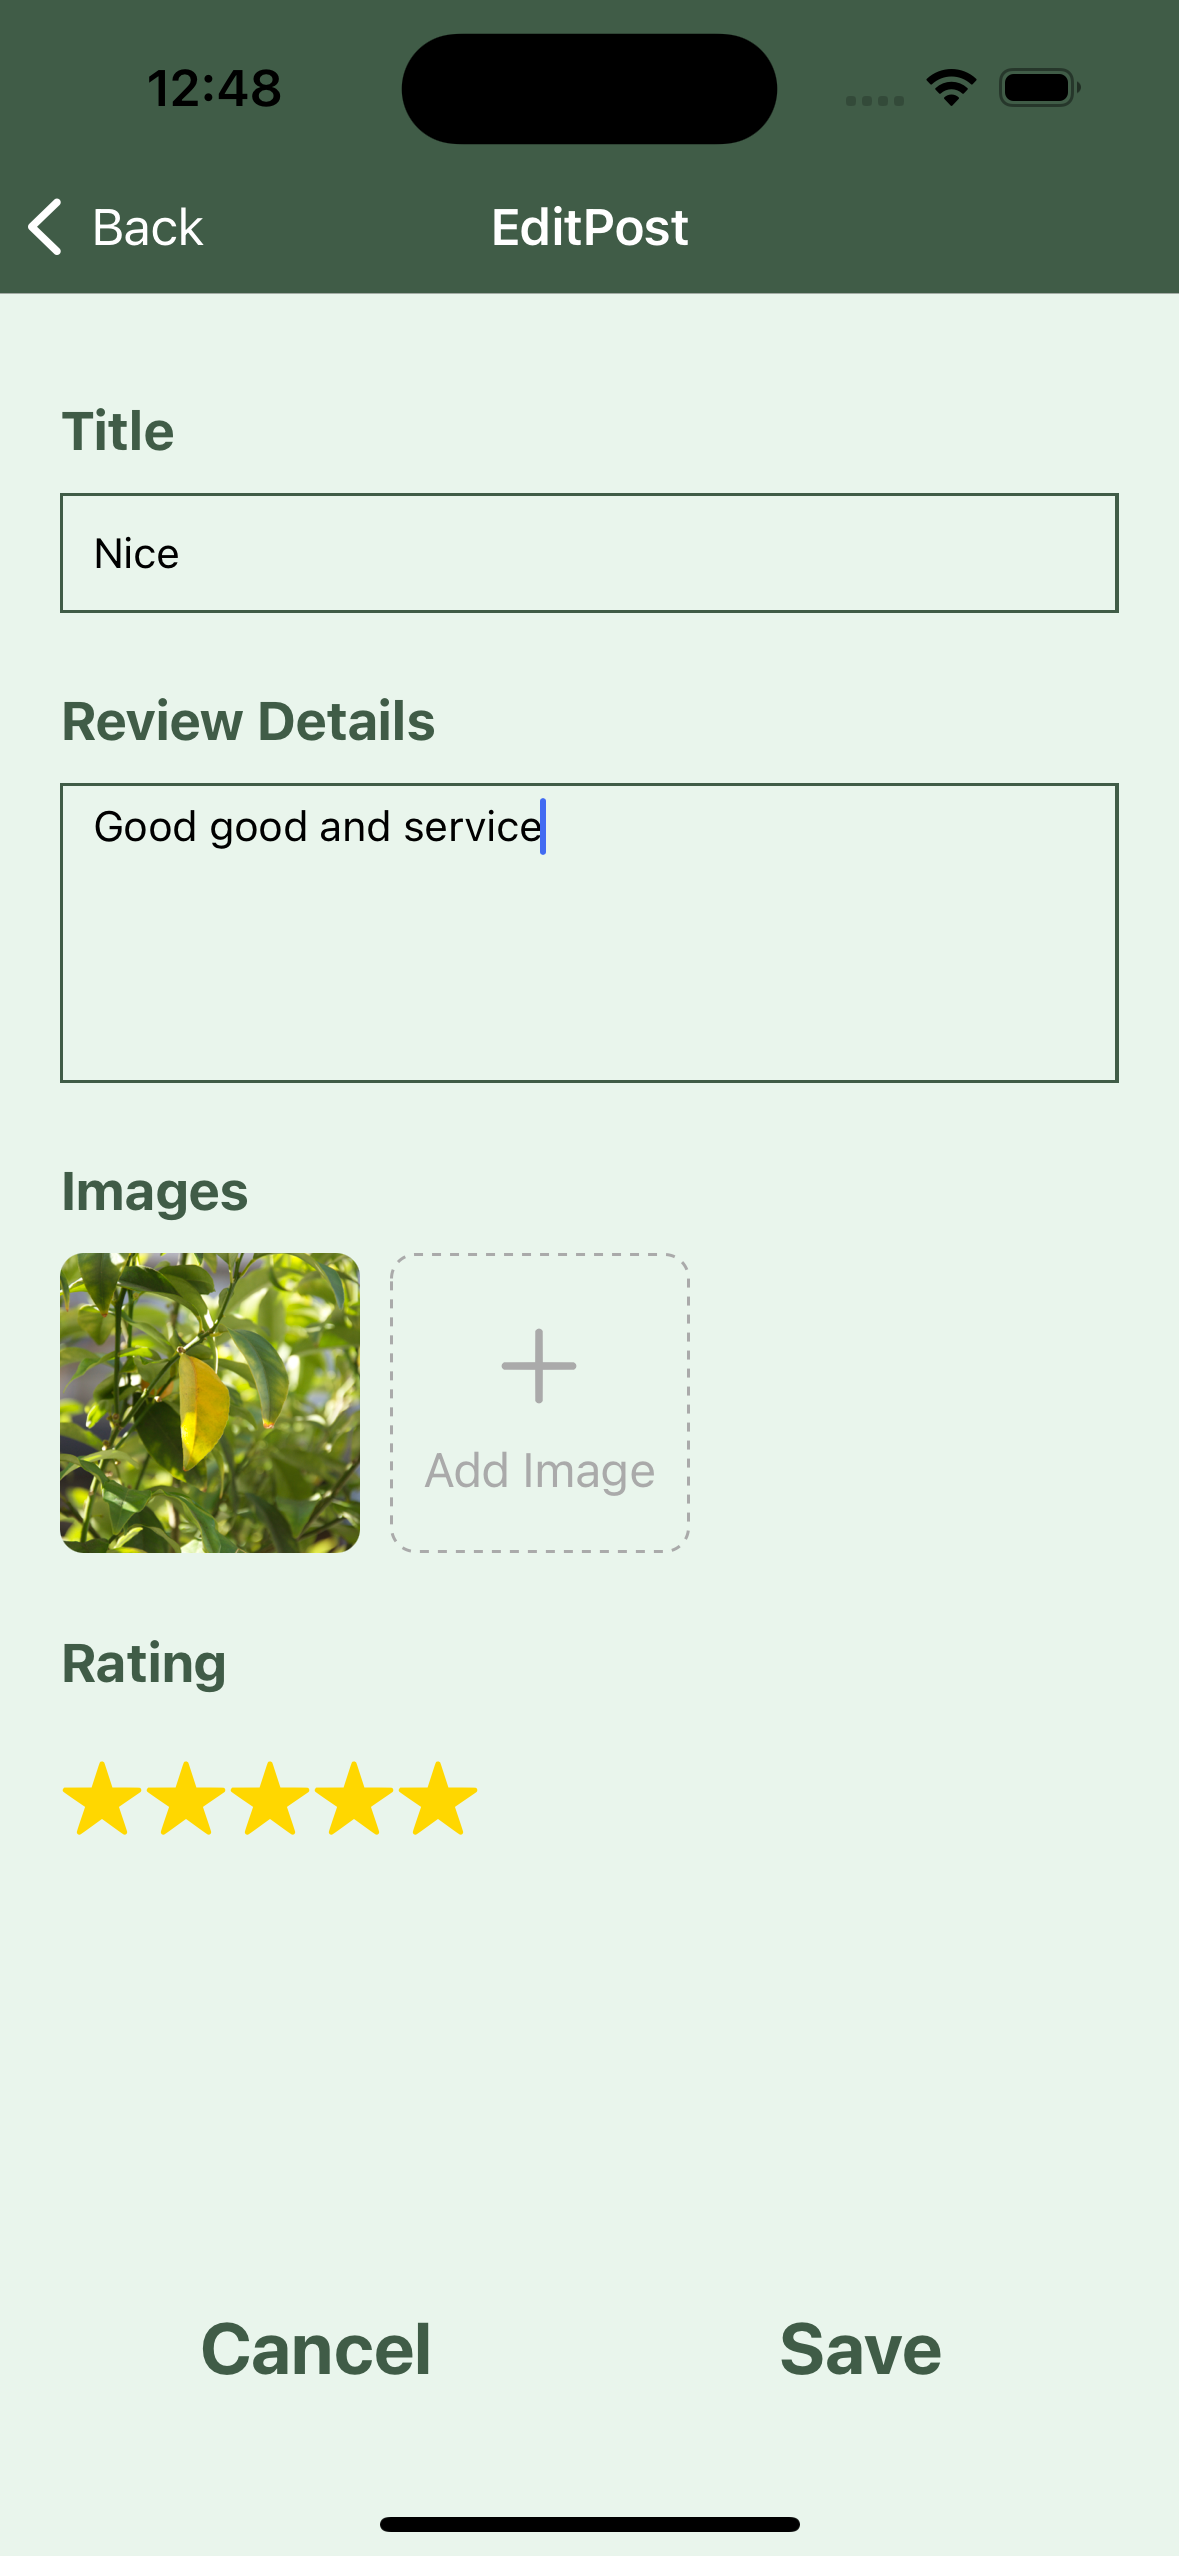 12:48
Back
EditPost
Title
Nice
Review Details
Good good and service
Images
Add Image
Rating
Cancel
Save